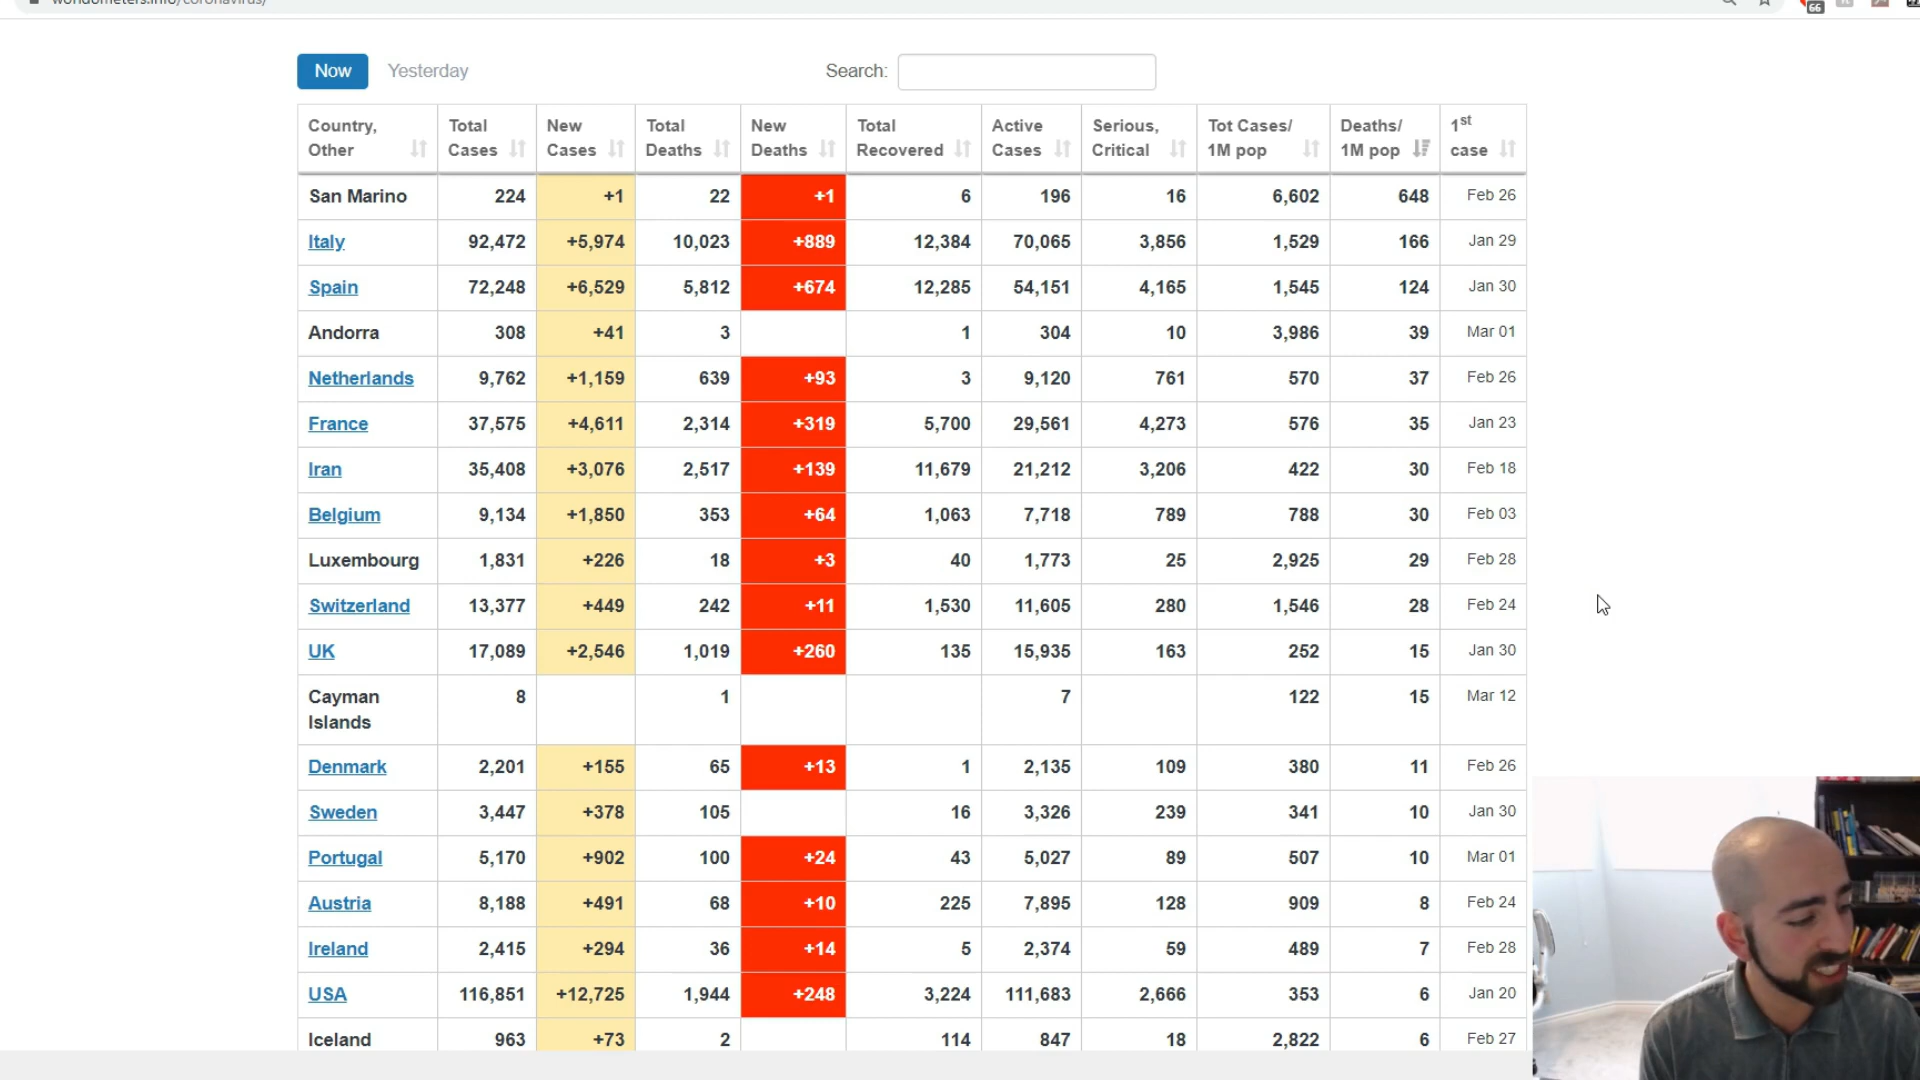 worldometers.info/coronavirus/
66
Now Yesterday Search:
Country, Other Total Cases New Cases Total Deaths New Deaths Total Recovered Active Cases Serious, Critical Tot Cases/ 1M pop Deaths/ 1M pop 1st case
San Marino 224 +1 22 +1 6 196 16 6,602 648 Feb 26
Italy 92,472 +5,974 10,023 +889 12,384 70,065 3,856 1,529 166 Jan 29
Spain 72,248 +6,529 5,812 +674 12,285 54,151 4,165 1,545 124 Jan 30
Andorra 308 +41 3 1 304 10 3,986 39 Mar 01
Netherlands 9,762 +1,159 639 +93 3 9,120 761 570 37 Feb 26
France 37,575 +4,611 2,314 +319 5,700 29,561 4,273 576 35 Jan 23
Iran 35,408 +3,076 2,517 +139 11,679 21,212 3,206 422 30 Feb 18
Belgium 9,134 +1,850 353 +64 1,063 7,718 789 788 30 Feb 03
Luxembourg 1,831 +226 18 +3 40 1,773 25 2,925 29 Feb 28
Switzerland 13,377 +449 242 +11 1,530 11,605 280 1,546 28 Feb 24
UK 17,089 +2,546 1,019 +260 135 15,935 163 252 15 Jan 30
Cayman Islands 8 1 7 122 15 Mar 12
Denmark 2,201 +155 65 +13 1 2,135 109 380 11 Feb 26
Sweden 3,447 +378 105 16 3,326 239 341 10 Jan 30
Portugal 5,170 +902 100 +24 43 5,027 89 507 10 Mar 01
Austria 8,188 +491 68 +10 225 7,895 128 909 8 Feb 24
Ireland 2,415 +294 36 +14 5 2,374 59 489 7 Feb 28
USA 116,851 +12,725 1,944 +248 3,224 111,683 2,666 353 6 Jan 20
Iceland 963 +73 2 114 847 18 2,822 6 Feb 27